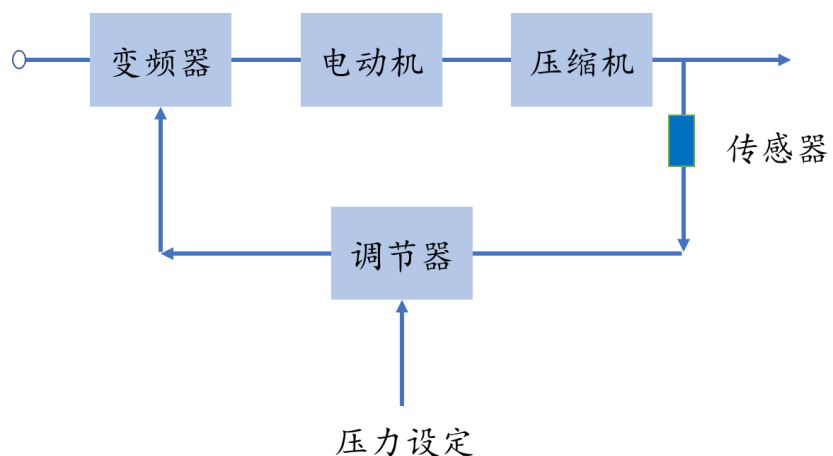 变频器
电动机
压缩机
传感器
调节器
压力设定